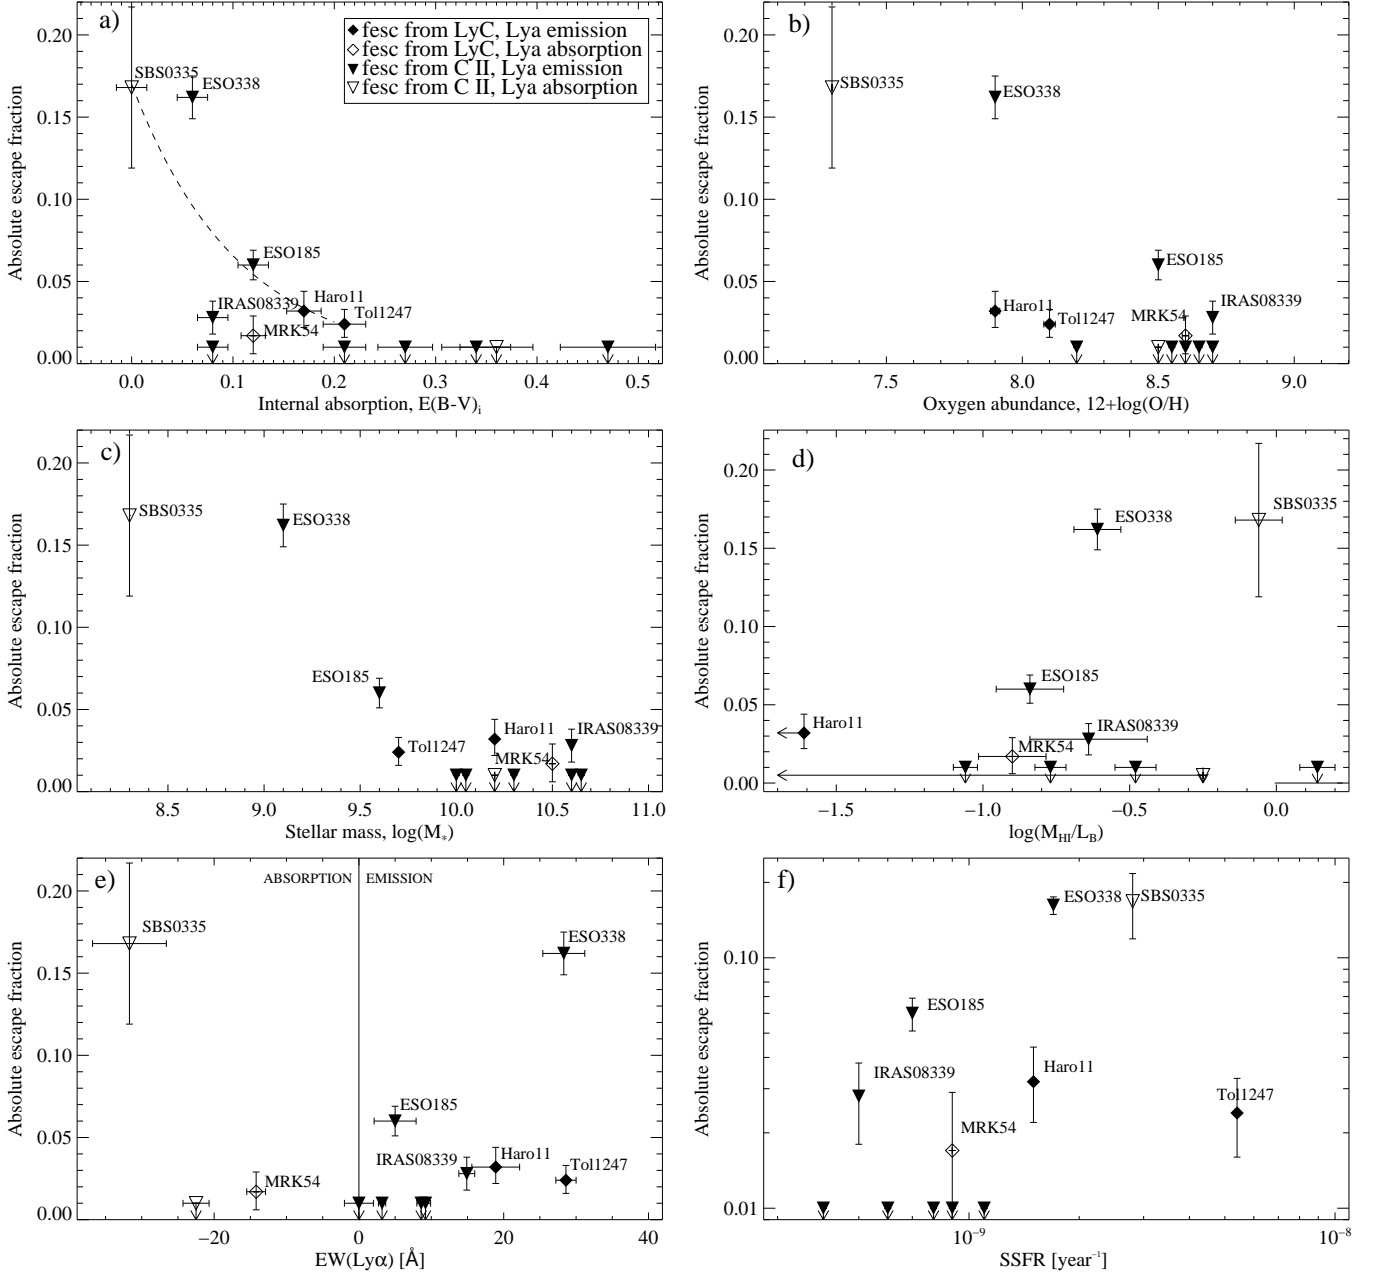 a)
fesc from LyC, Lya emission
fesc from LyC, Lya absorption
fesc from C II, Lya emission
fesc from C II, Lya absorption
SBS0335
ESO338
ESO185
IRAS08339
Haro11
Tol1247
MRK54
0.20
0.15
0.10
0.05
0.00
Absolute escape fraction
0.0 0.1 0.2 0.3 0.4 0.5
Internal absorption, E(B-V)i
b)
SBS0335
ESO338
ESO185
Haro11
Tol1247
MRK54
IRAS08339
0.20
0.15
0.10
0.05
0.00
Absolute escape fraction
7.5 8.0 8.5 9.0
Oxygen abundance, 12+log(O/H)
c)
SBS0335
ESO338
ESO185
Tol1247
Haro11
IRAS08339
MRK54
0.20
0.15
0.10
0.05
0.00
Absolute escape fraction
8.5 9.0 9.5 10.0 10.5 11.0
Stellar mass, log(M*)
d)
SBS0335
ESO338
ESO185
Haro11
IRAS08339
MRK54
0.20
0.15
0.10
0.05
0.00
Absolute escape fraction
−1.5 −1.0 −0.5 0.0
log(MHI/LB)
e)
ABSORPTION EMISSION
SBS0335
ESO338
ESO185
IRAS08339
Haro11
Tol1247
MRK54
0.20
0.15
0.10
0.05
0.00
Absolute escape fraction
−20 0 20 40
EW(Lyα) [Å]
f)
ESO338
SBS0335
ESO185
IRAS08339
Haro11
Tol1247
MRK54
0.10
0.01
Absolute escape fraction
10−9 10−8
SSFR [year-1]